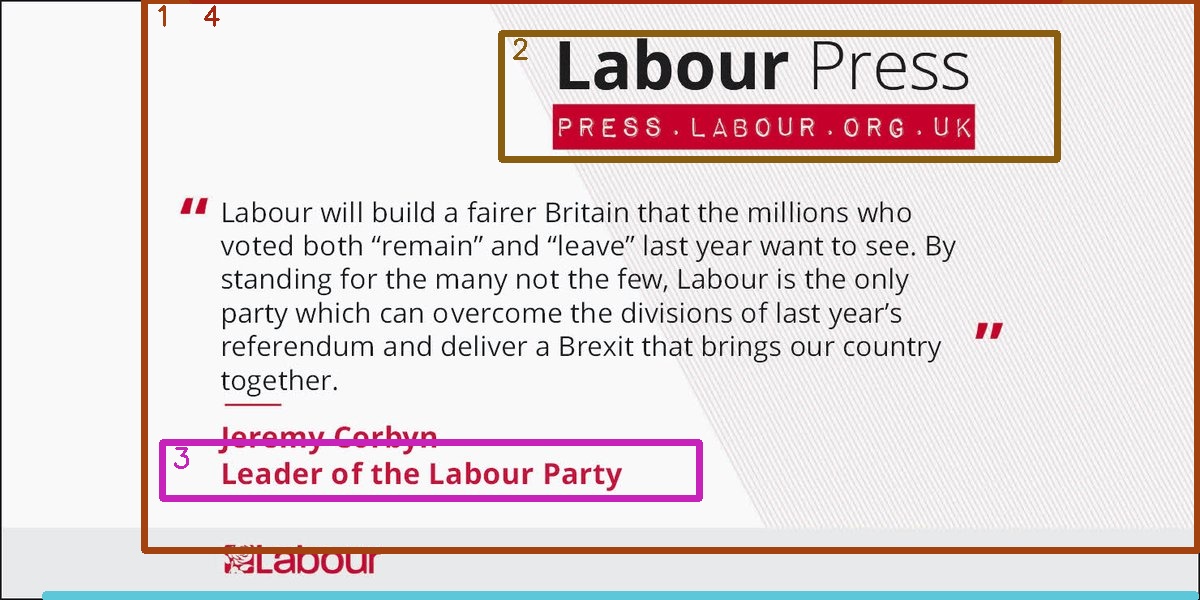 Labour Press
PRESS.LABOUR.ORG.UK
“ Labour will build a fairer Britain that the millions who
voted both “remain” and “leave” last year want to see. By
standing for the many not the few, Labour is the only
party which can overcome the divisions of last year’s
referendum and deliver a Brexit that brings our country ”
together.
Jeremy Corbyn
Leader of the Labour Party
Labour
1
4
2
3